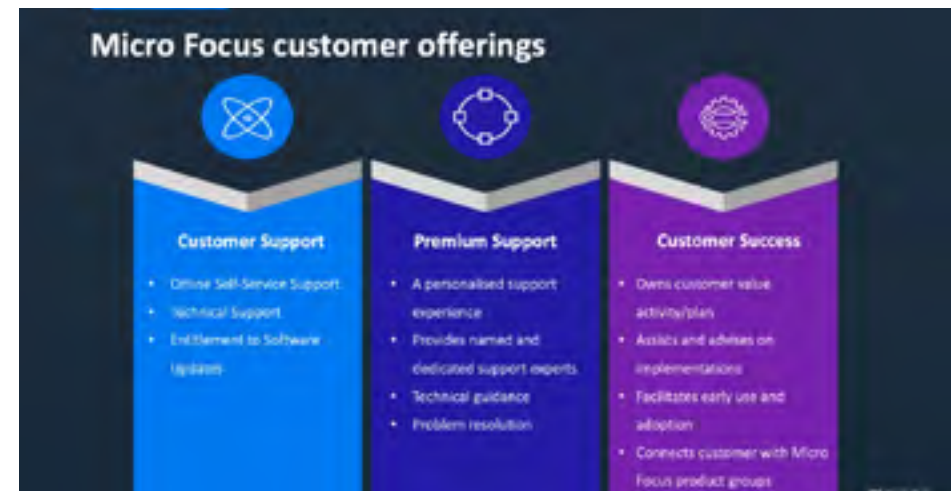 Micro Focus customer offerings
Customer Support
• Online Self-Service Support
• Technical Support
• Entitlement to Software
Updates
Premium Support
• A personalised support
experience
• Provides named and
dedicated support experts
• Technical guidance
• Problem resolution
Customer Success
• Owns customer value
activity/plan
• Assists and advises on
implementations
• Facilitates early use and
adoption
• Connects customer with Micro
Focus product groups